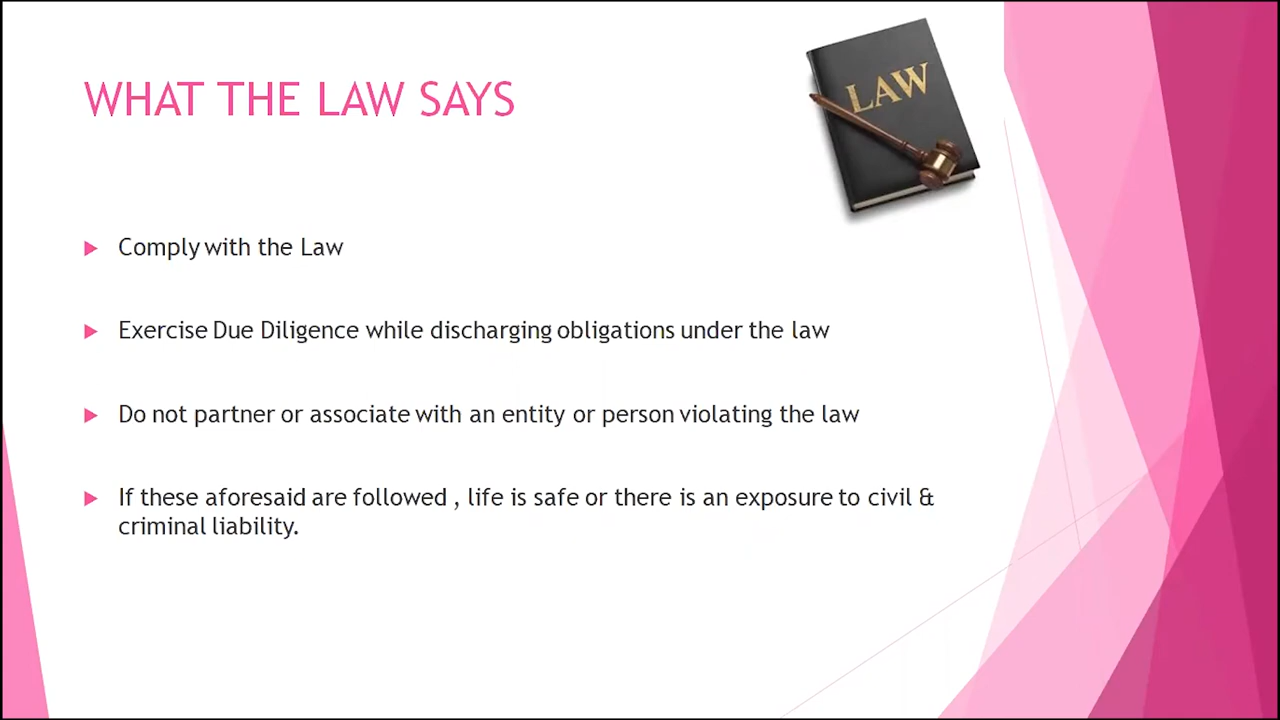 WHAT THE LAW SAYS
LAW
Comply with the Law
Exercise Due Diligence while discharging obligations under the law
Do not partner or associate with an entity or person violating the law
If these aforesaid are followed , life is safe or there is an exposure to civil &
criminal liability.